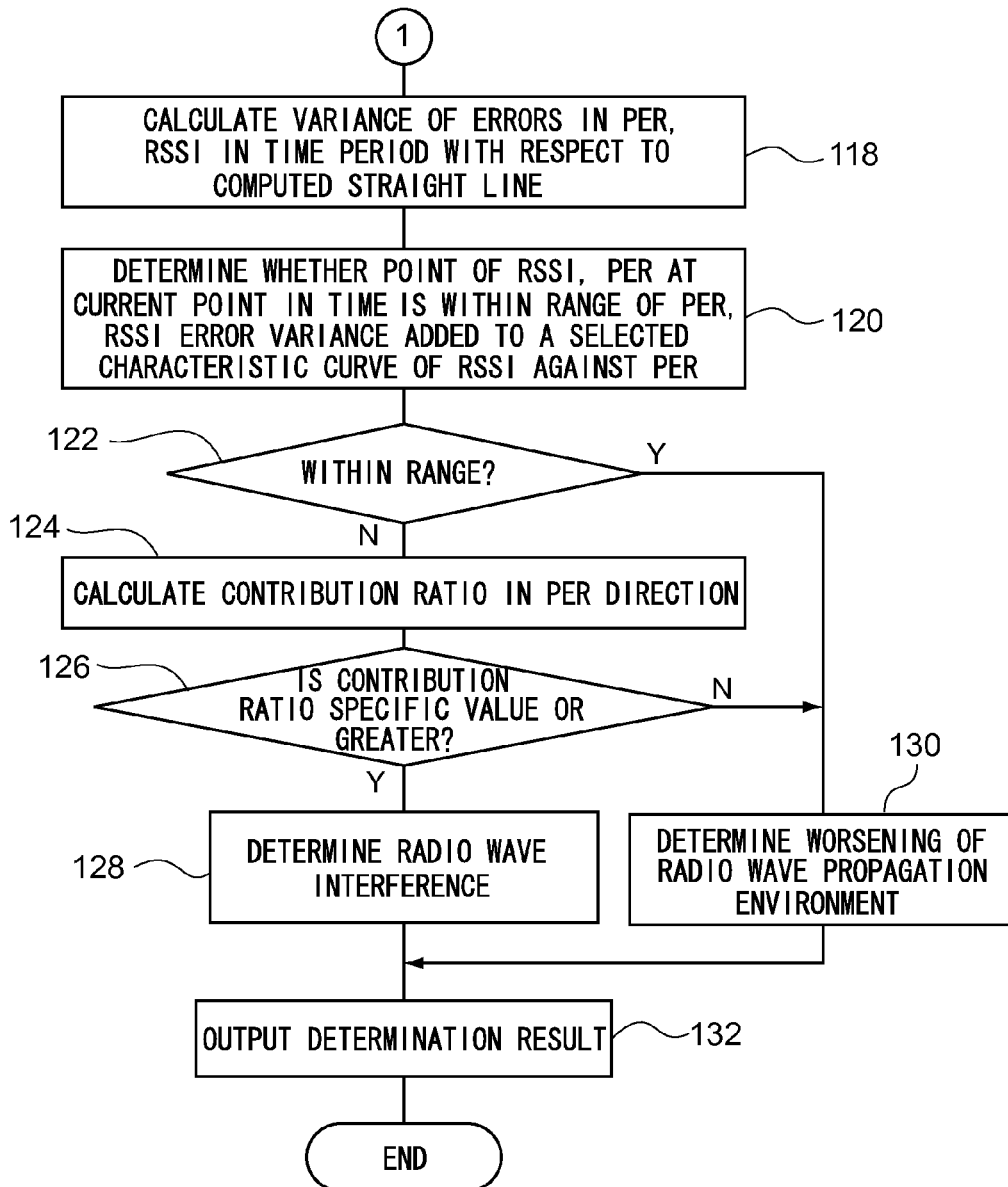 1
CALCULATE VARIANCE OF ERRORS IN PER,
RSSI IN TIME PERIOD WITH RESPECT TO
COMPUTED STRAIGHT LINE
118
DETERMINE WHETHER POINT OF RSSI, PER AT
CURRENT POINT IN TIME IS WITHIN RANGE OF PER,
RSSI ERROR VARIANCE ADDED TO A SELECTED
CHARACTERISTIC CURVE OF RSSI AGAINST PER
120
122
WITHIN RANGE?
Y
N
124
CALCULATE CONTRIBUTION RATIO IN PER DIRECTION
126
IS CONTRIBUTION
RATIO SPECIFIC VALUE OR
GREATER?
N
Y
130
DETERMINE RADIO WAVE
INTERFERENCE
128
DETERMINE WORSENING OF
RADIO WAVE PROPAGATION
ENVIRONMENT
OUTPUT DETERMINATION RESULT
132
END